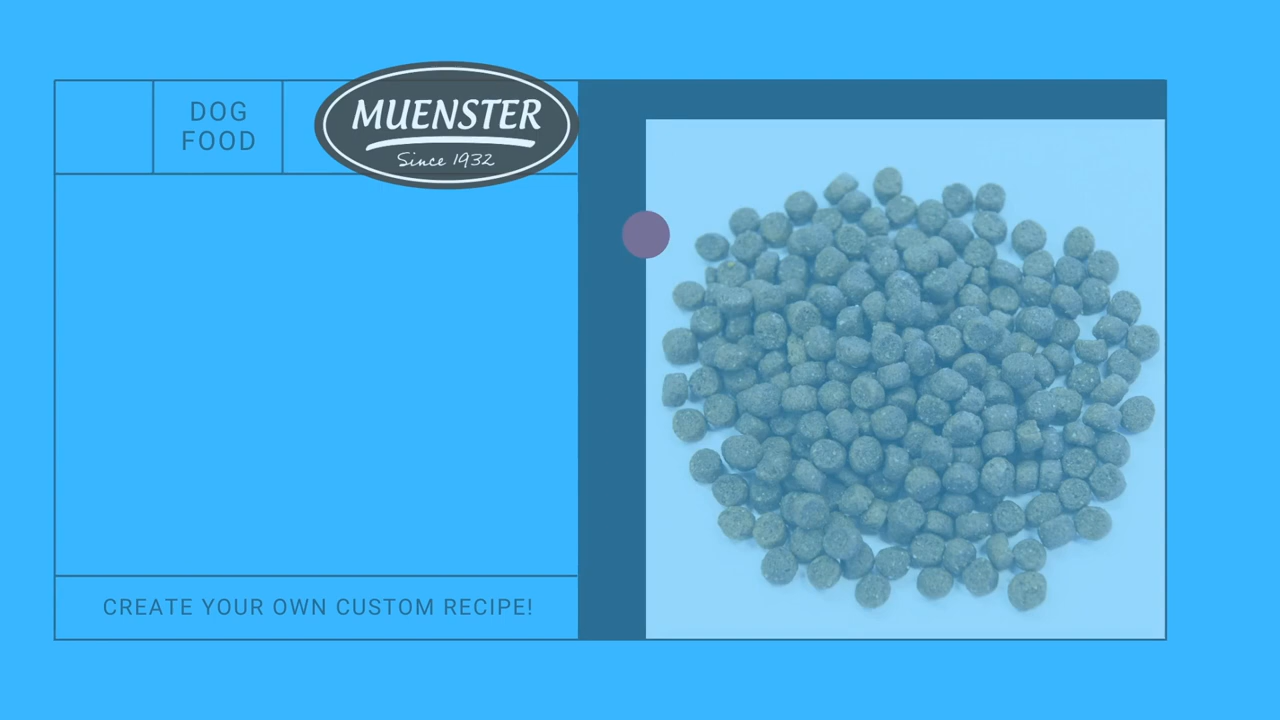 DOG
FOOD
MUENSTER
Since 1932
CREATE YOUR OWN CUSTOM RECIPE!